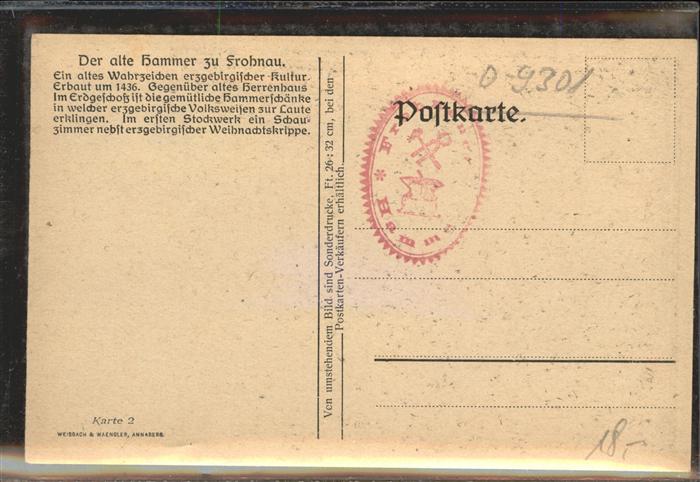 Der alte Hammer zu Frohnau.
Ein altes Wahrzeichen erzgebirgischer Kultur
Erbaut um 1436. Gegenüber altes Herrenhaus
Im Erdgeschoß ist die gemütliche Hammerschänke
in welcher erzgebirgische Volksweisen zur Laute
erklingen. Im ersten Stockwerk ein Schau-
zimmer nebst erzgebirgischer Weihnachtskrippe.
Karte 2
WEISBACH & WAENGLER, ANNABERG.
Von umstehendem Bild sind Sonderdrucke, Ft. 26:32 cm, bei den
Postkarten-Verkäufern erhältlich.
0-9301
Postkarte.
Hammer
18,-